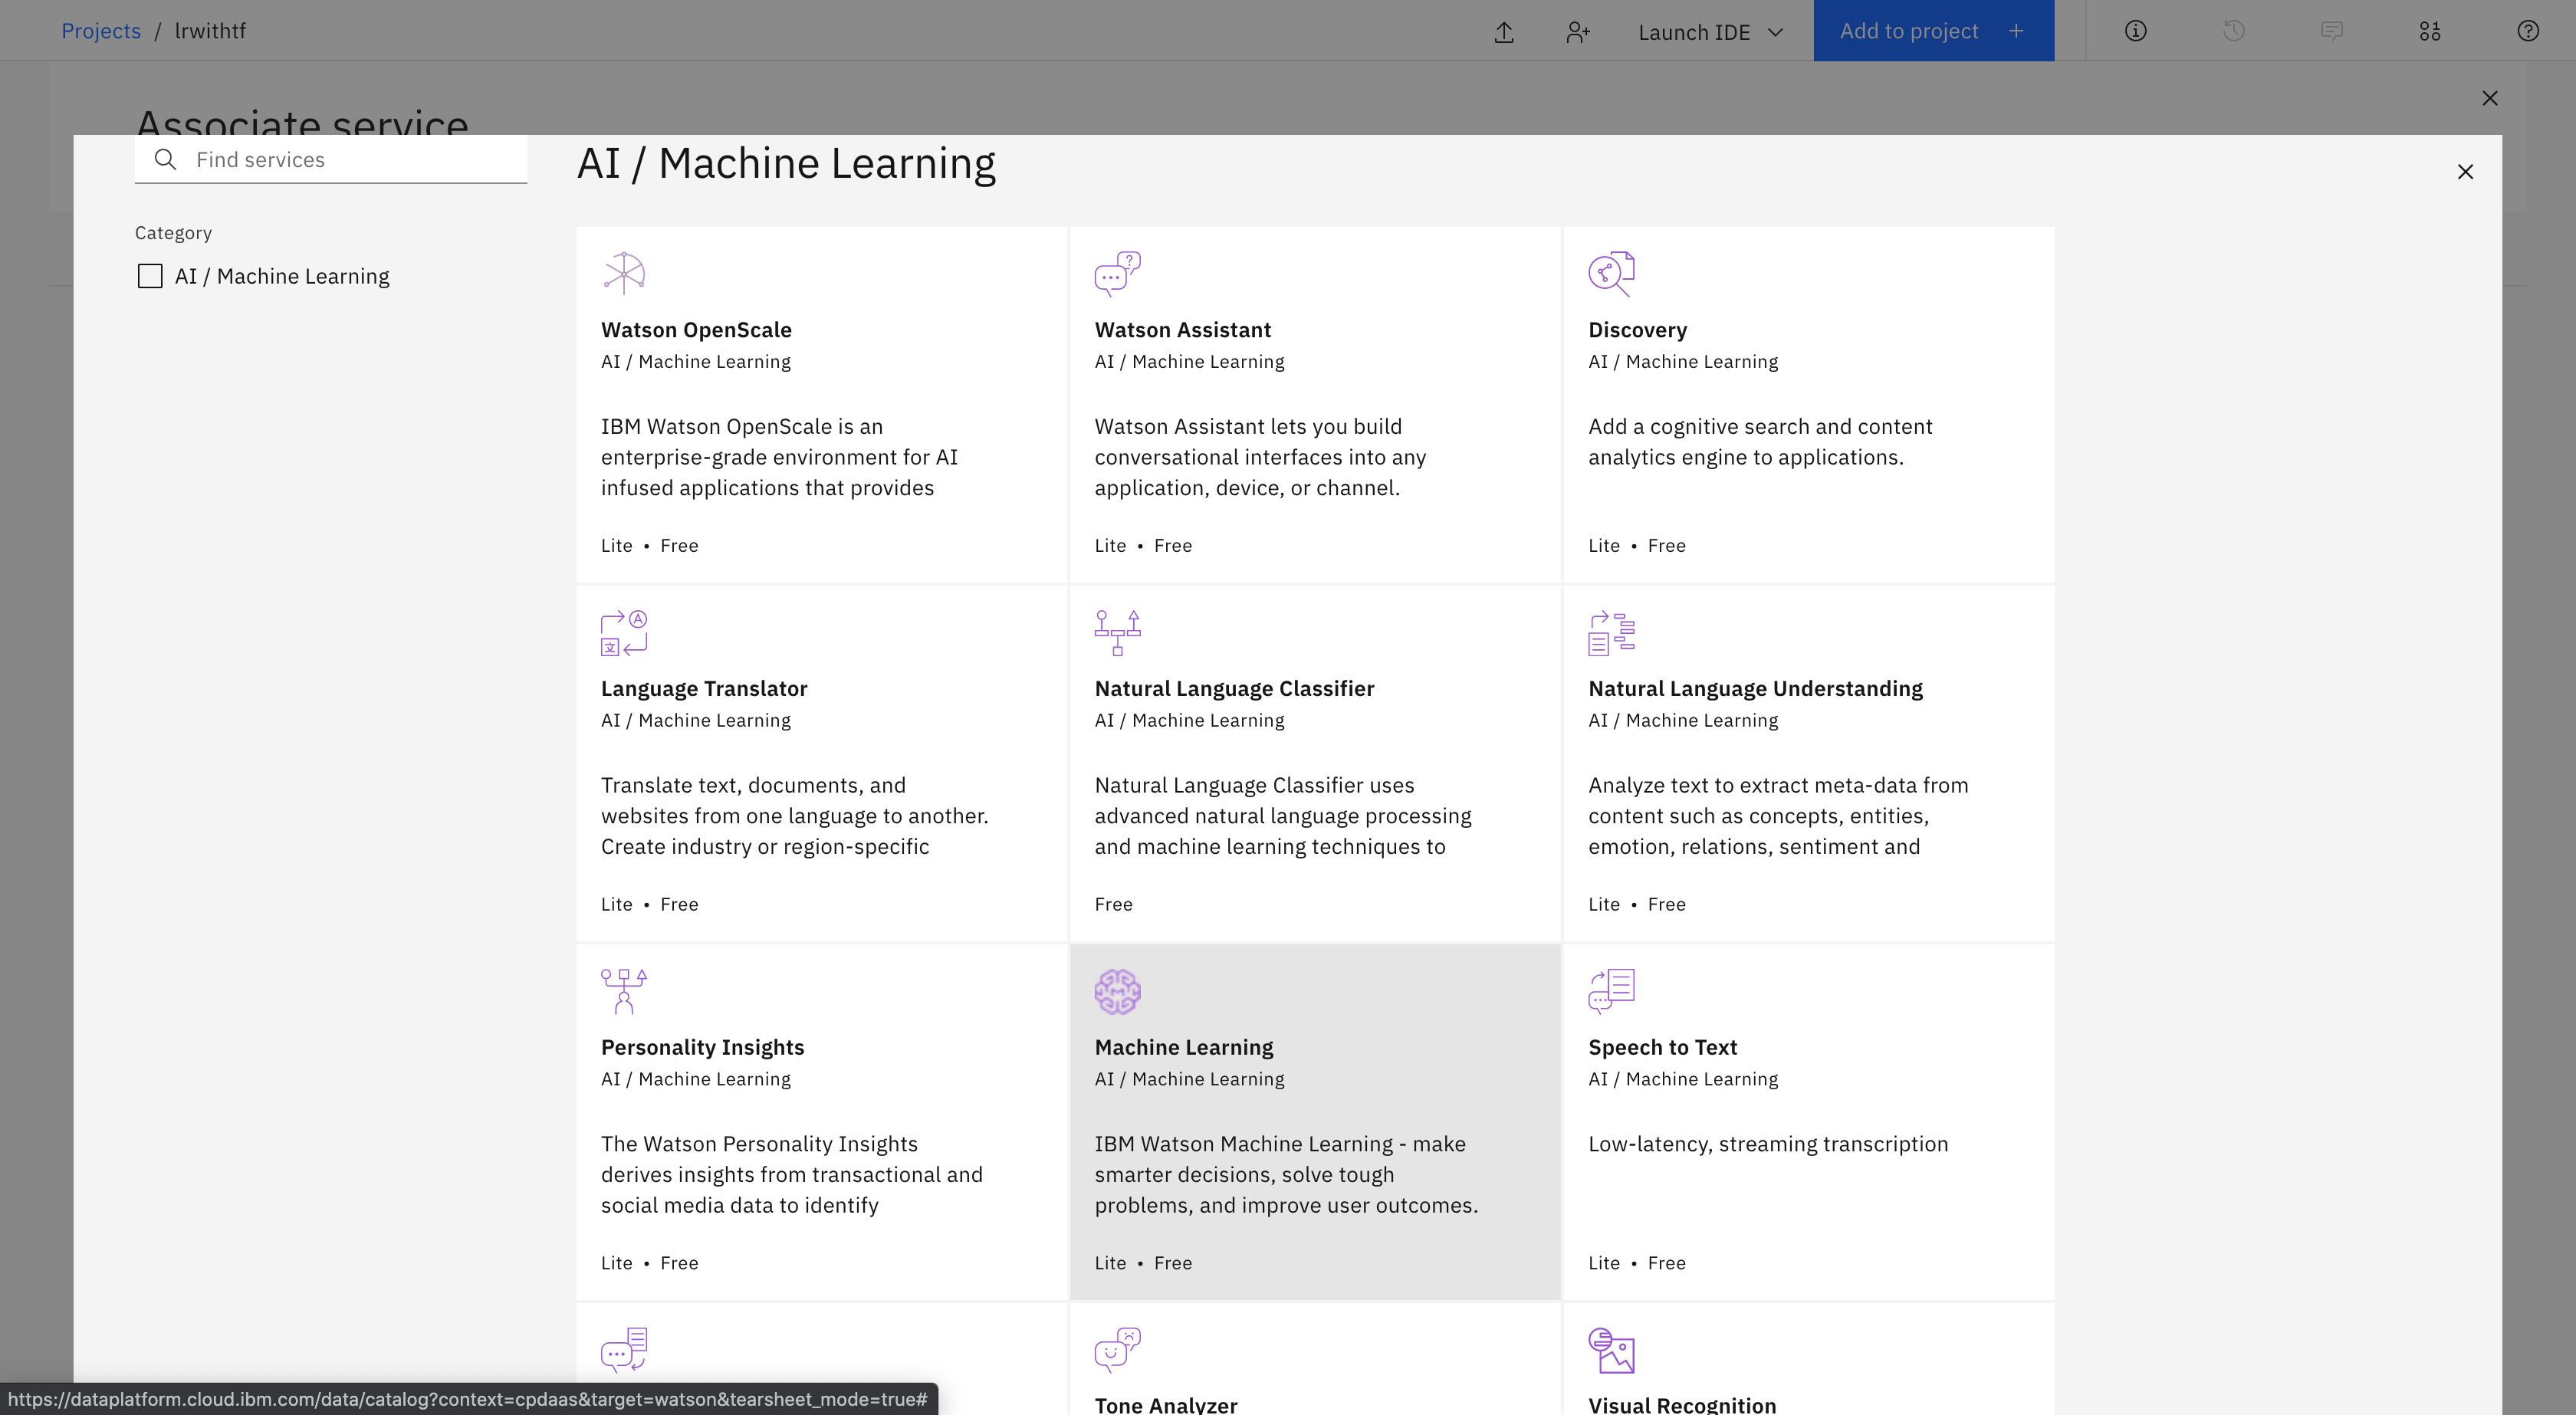 Projects / lrwithtf
Launch IDE
Add to project +
Associate service
Find services
AI / Machine Learning
Category
AI / Machine Learning
Watson OpenScale
AI / Machine Learning
IBM Watson OpenScale is an
enterprise-grade environment for AI
infused applications that provides
Lite • Free
Watson Assistant
AI / Machine Learning
Watson Assistant lets you build
conversational interfaces into any
application, device, or channel.
Lite • Free
Discovery
AI / Machine Learning
Add a cognitive search and content
analytics engine to applications.
Lite • Free
Language Translator
AI / Machine Learning
Translate text, documents, and
websites from one language to another.
Create industry or region-specific
Lite • Free
Natural Language Classifier
AI / Machine Learning
Natural Language Classifier uses
advanced natural language processing
and machine learning techniques to
Free
Natural Language Understanding
AI / Machine Learning
Analyze text to extract meta-data from
content such as concepts, entities,
emotion, relations, sentiment and
Lite • Free
Personality Insights
AI / Machine Learning
The Watson Personality Insights
derives insights from transactional and
social media data to identify
Lite • Free
Machine Learning
AI / Machine Learning
IBM Watson Machine Learning - make
smarter decisions, solve tough
problems, and improve user outcomes.
Lite • Free
Speech to Text
AI / Machine Learning
Low-latency, streaming transcription
Lite • Free
Tone Analyzer
Visual Recognition
https://dataplatform.cloud.ibm.com/data/catalog?context=cpdaas&target=watson&tearsheet_mode=true#